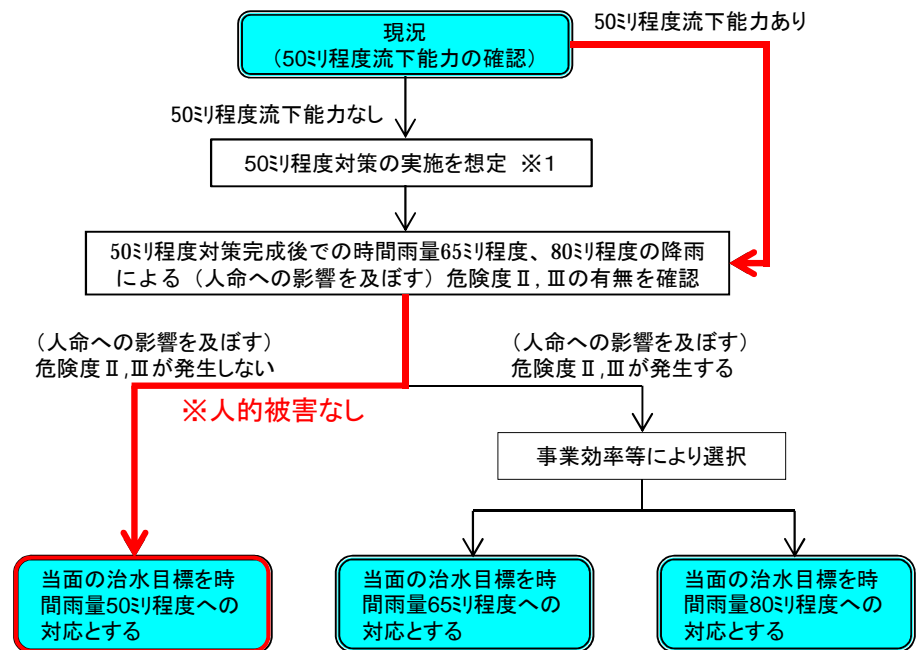 50ミリ程度流下能力あり
現況
（50ミリ程度流下能力の確認）
50ミリ程度流下能力なし
50ミリ程度対策の実施を想定 ※１
50ミリ程度対策完成後での時間雨量65ミリ程度、80ミリ程度の降雨
による（人命への影響を及ぼす）危険度Ⅱ,Ⅲの有無を確認
（人命への影響を及ぼす）
危険度Ⅱ,Ⅲが発生しない
（人命への影響を及ぼす）
危険度Ⅱ,Ⅲが発生する
※人的被害なし
事業効率等により選択
当面の治水目標を時
間雨量50ミリ程度への
対応とする
当面の治水目標を時
間雨量65ミリ程度への
対応とする
当面の治水目標を時
間雨量80ミリ程度への
対応とする